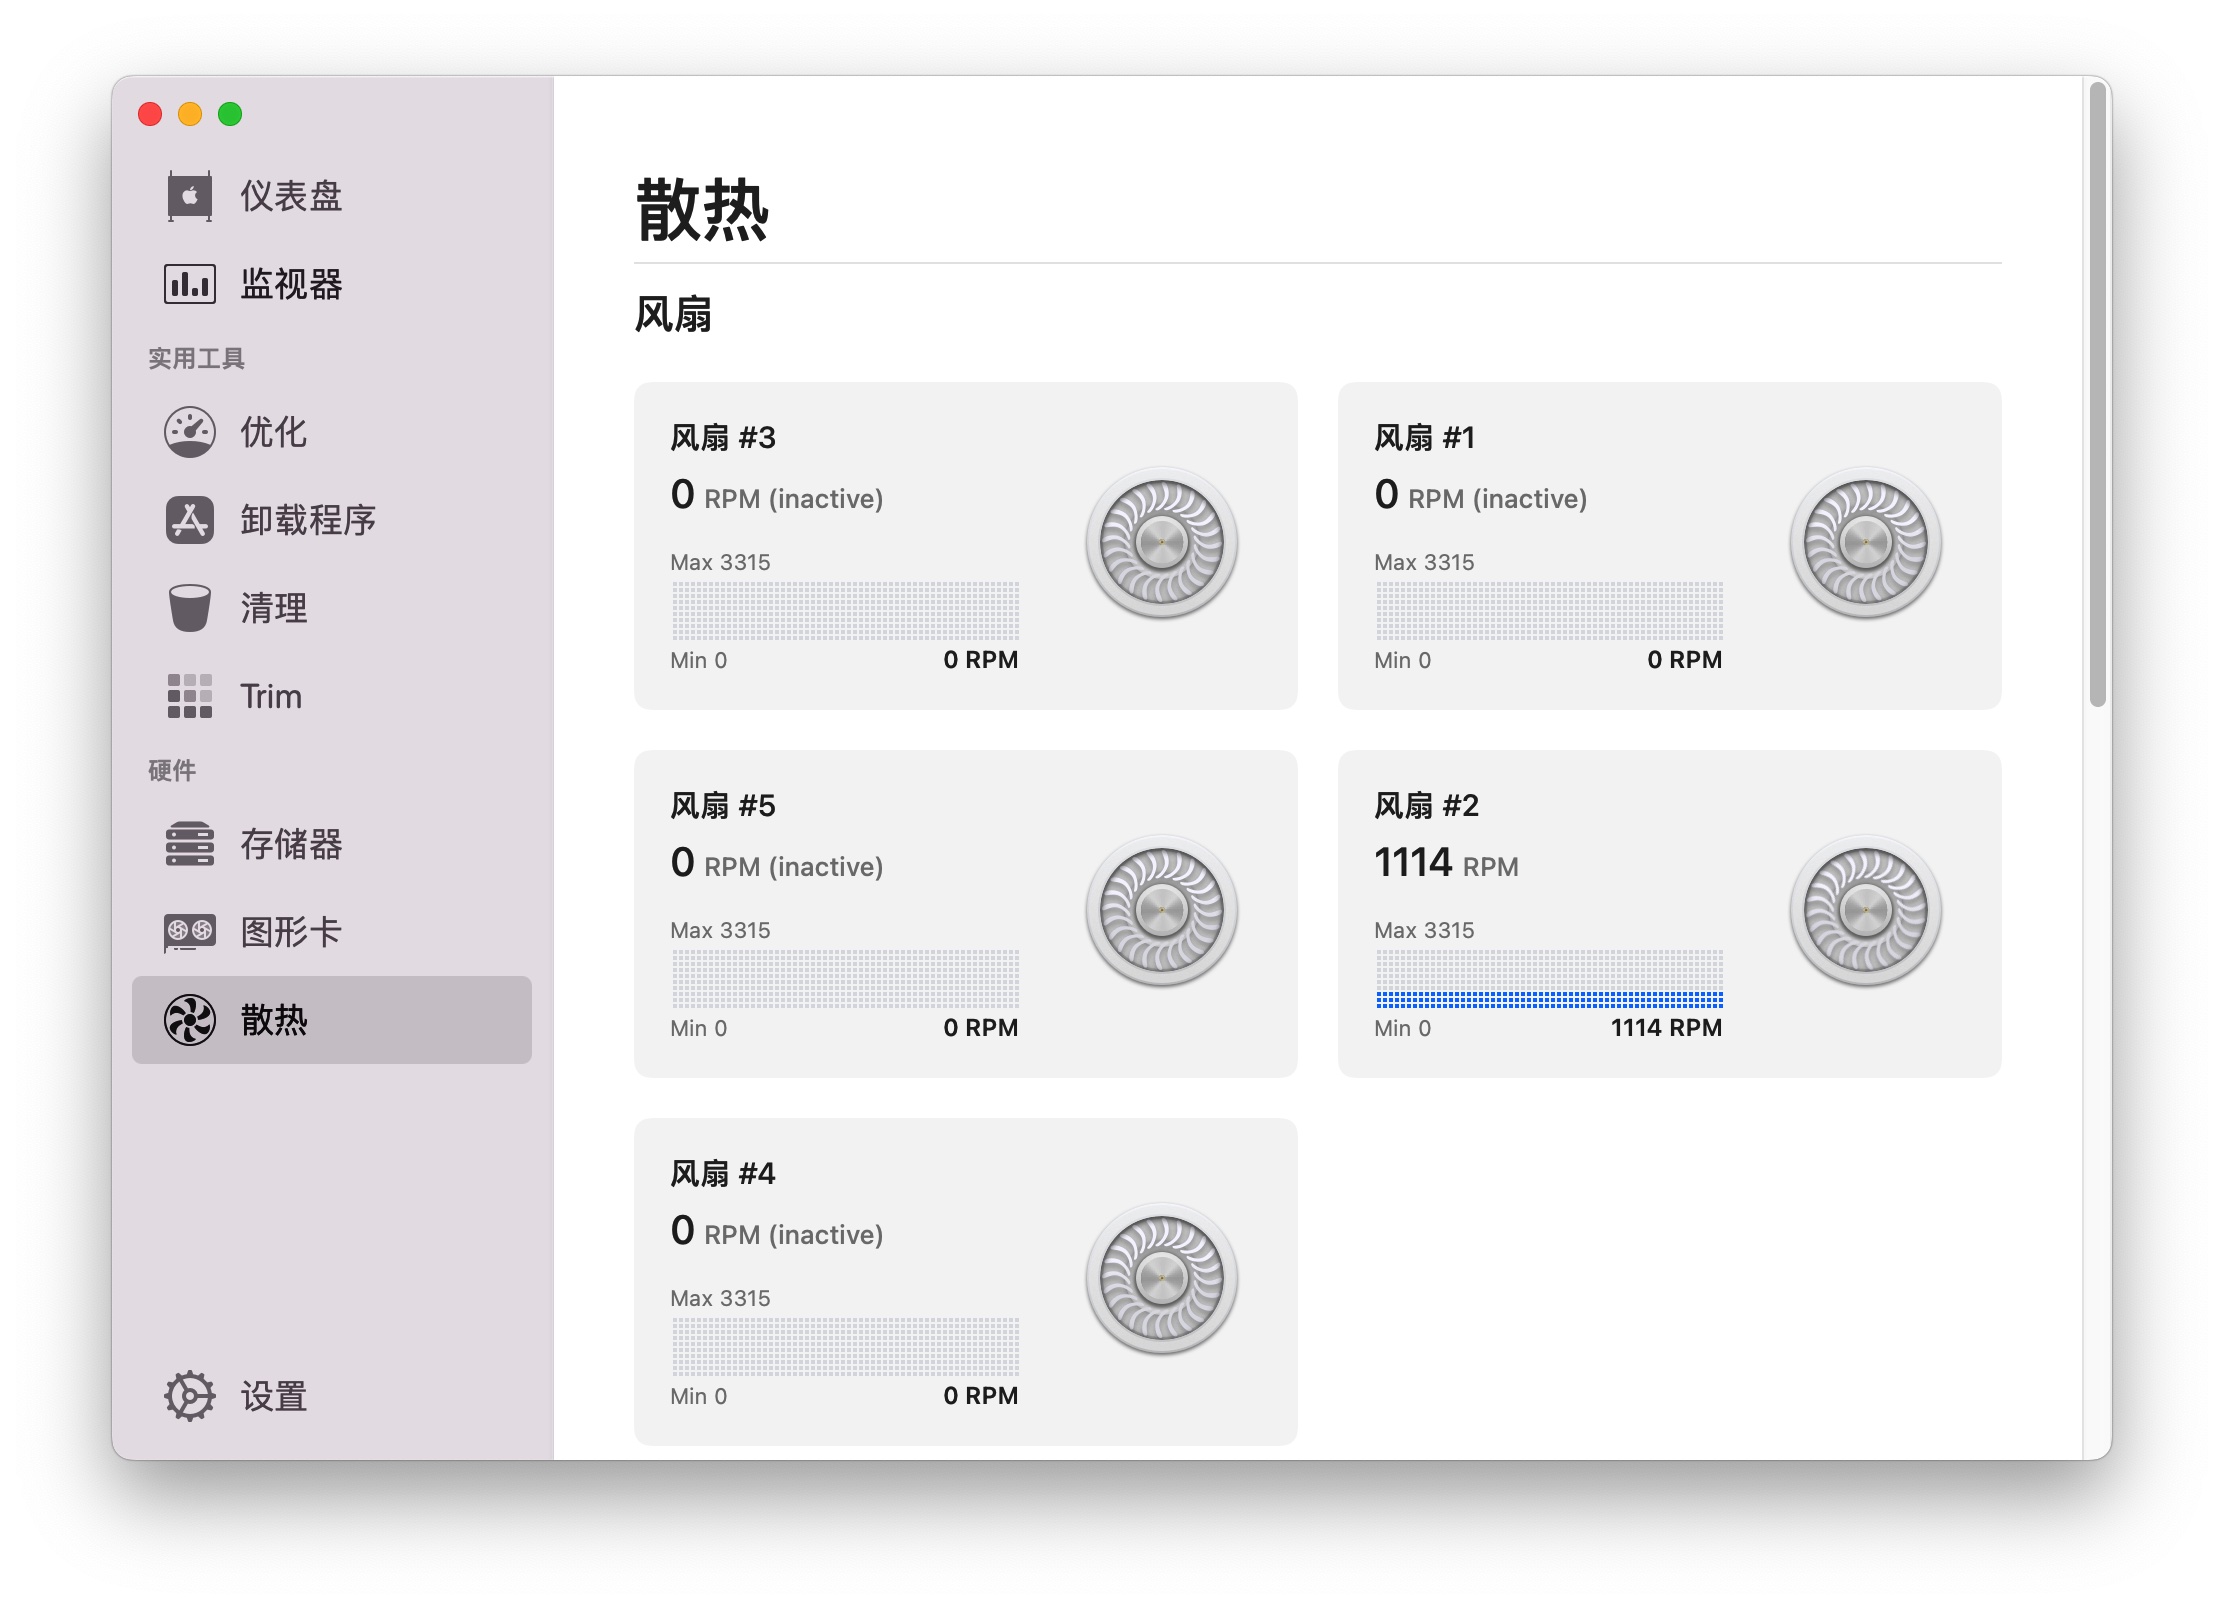 仪表盘
监视器
实用工具
优化
卸载程序
清理
Trim
硬件
存储器
图形卡
散热
设置
散热
风扇
风扇 #3
0 RPM (inactive)
Max 3315
Min 0 0 RPM
风扇 #1
0 RPM (inactive)
Max 3315
Min 0 0 RPM
风扇 #5
0 RPM (inactive)
Max 3315
Min 0 0 RPM
风扇 #2
1114 RPM
Max 3315
Min 0 1114 RPM
风扇 #4
0 RPM (inactive)
Max 3315
Min 0 0 RPM